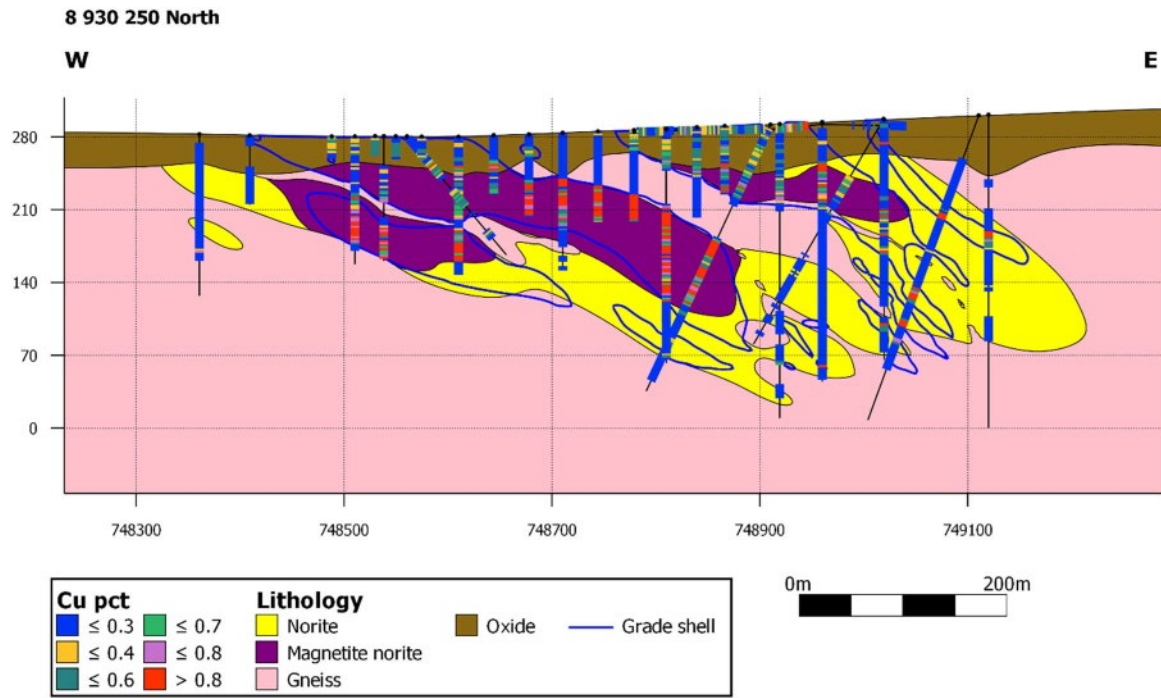 8 930 250 North
W E
280
210
140
70
0
748300 748500 748700 748900 749100
Cu pct Lithology
≤ 0.3 ≤ 0.7 Norite Oxide Grade shell
≤ 0.4 ≤ 0.8 Magnetite norite
≤ 0.6 > 0.8 Gneiss
0m 200m